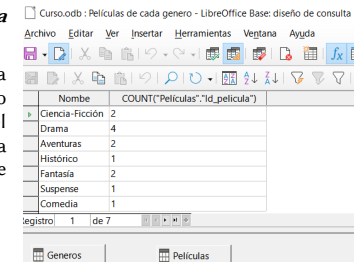 a
a
o
l
a
e
Curso.odb : Películas de cada genero - LibreOffice Base: diseño de consulta
Archivo Editar Ver Insertar Herramientas Ventana Ayuda
Nombre COUNT("Películas"."Id_pelicula")
Ciencia-Ficción 2
Drama 4
Aventuras 2
Histórico 1
Fantasía 2
Suspense 1
Comedia 1
egistro 1 de 7
Generos Películas